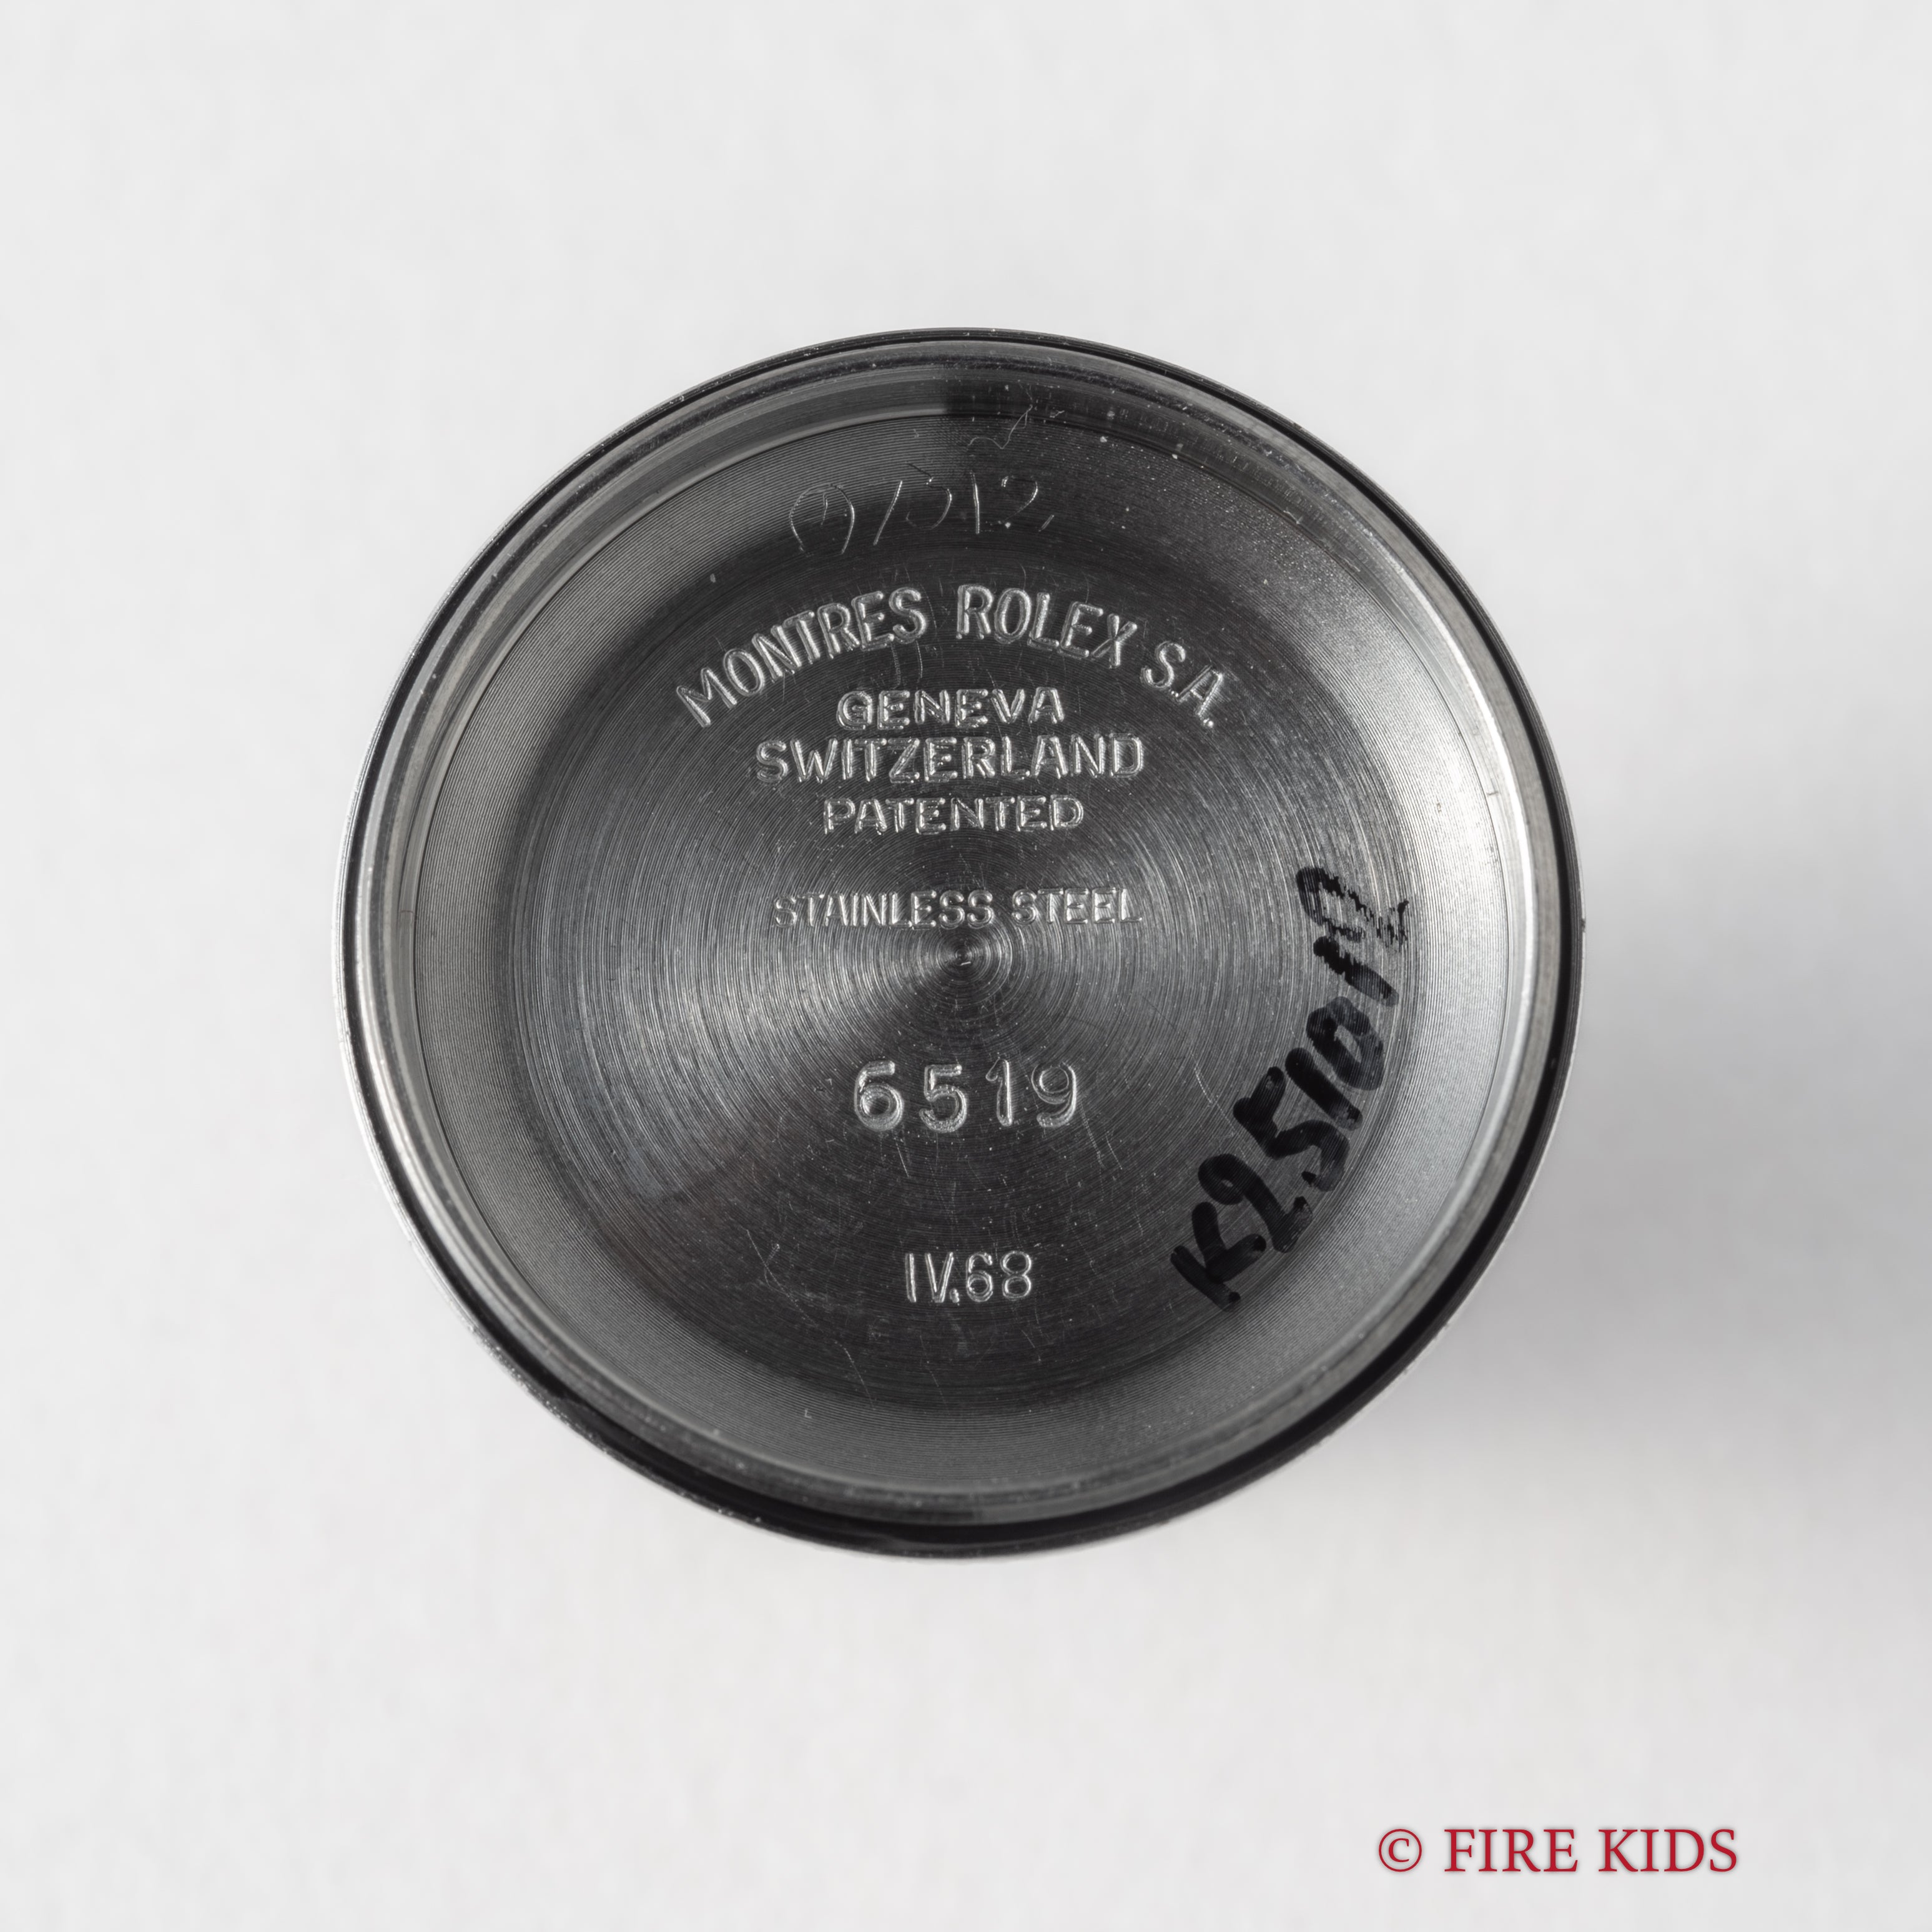 MONTRES ROLEX S.A.
GENEVA
SWITZERLAND
PATENTED
STAINLESS STEEL
6519
IV.68
© FIRE KIDS